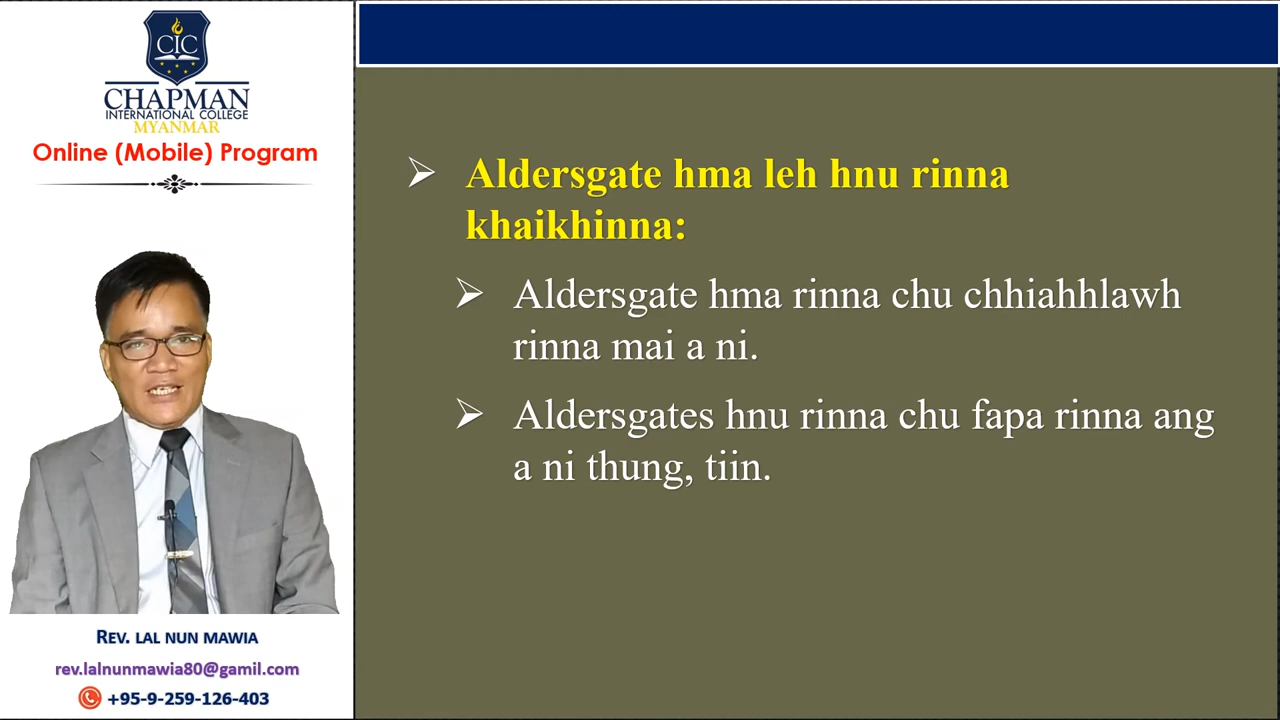 CIC
CHAPMAN
INTERNATIONAL COLLEGE
MYANMAR
Online (Mobile) Program
REV. LAL NUN MAWIA
rev.lalnunmawia80@gamil.com
+95-9-259-126-403
Aldersgate hma leh hnu rinna
khaikhinna:
Aldersgate hma rinna chu chhiahhlawh
rinna mai a ni.
Aldersgates hnu rinna chu fapa rinna ang
a ni thung, tiin.